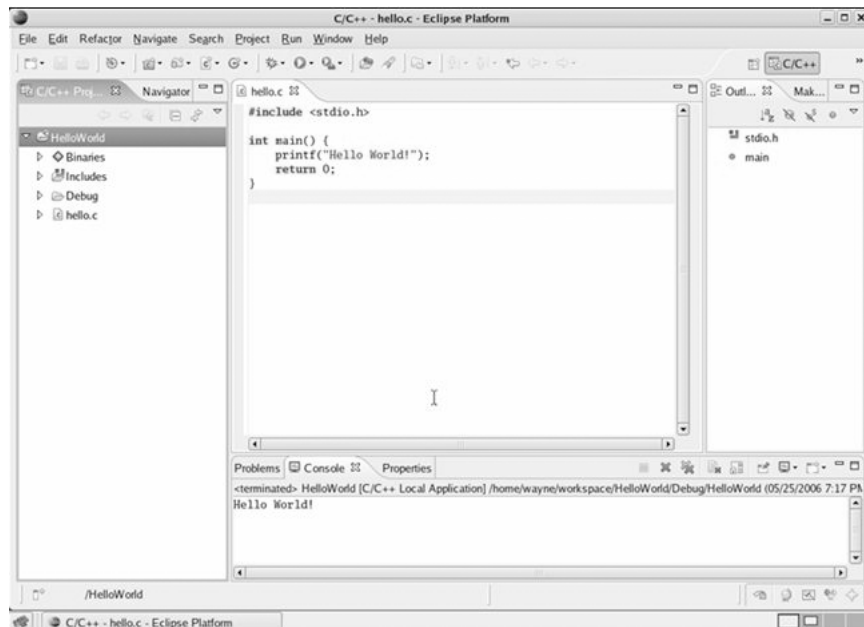 C/C++ - hello.c - Eclipse Platform
File Edit Refactor Navigate Search Project Run Window Help
C/C++
C/C++ Proj... Navigator
HelloWorld
Binaries
Includes
Debug
hello.c
hello.c
#include <stdio.h>
int main() {
printf("Hello World!");
return 0;
}
Outl... Mak...
stdio.h
main
Problems Console Properties
<terminated> HelloWorld [C/C++ Local Application] /home/wayne/workspace/HelloWorld/Debug/HelloWorld (05/25/2006 7:17 PM
Hello World!
/HelloWorld
C/C++ - hello.c - Eclipse Platform